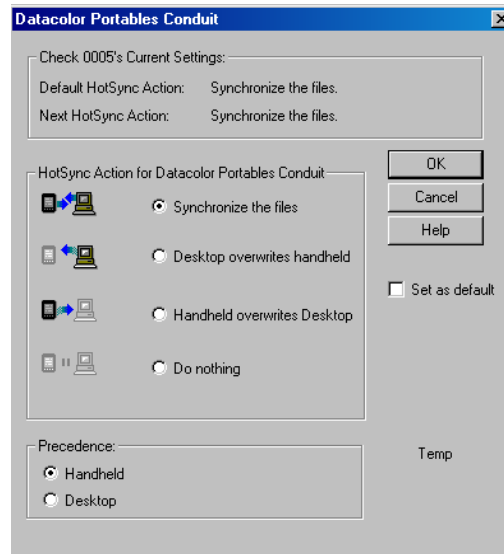 Datacolor Portables Conduit
Check 0005's Current Settings:
Default HotSync Action: Synchronize the files.
Next HotSync Action: Synchronize the files.
HotSync Action for Datacolor Portables Conduit
Synchronize the files
Desktop overwrites handheld
Handheld overwrites Desktop
Do nothing
OK
Cancel
Help
Set as default
Precedence:
Handheld
Desktop
Temp